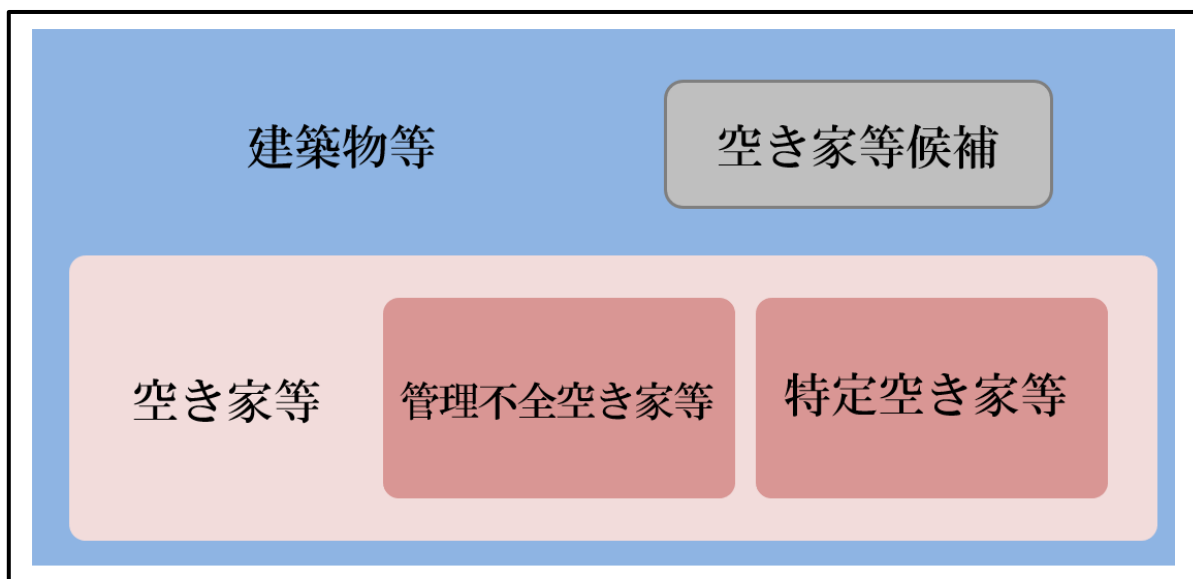 建築物等
空き家等候補
空き家等
管理不全空き家等
特定空き家等